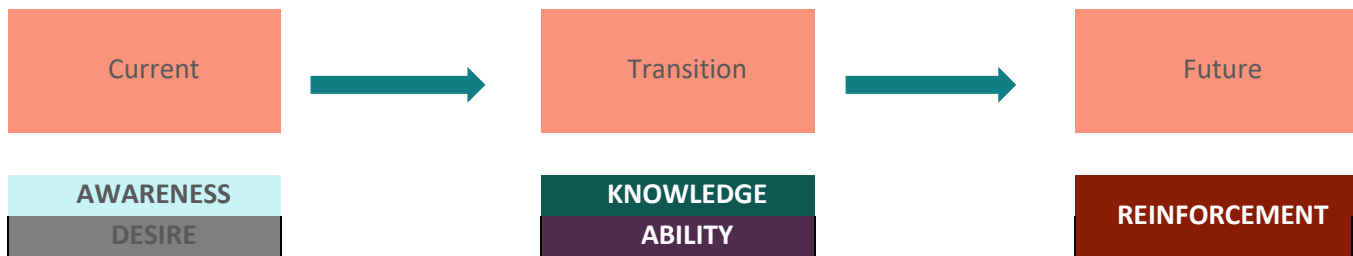 Current
Transition
Future
AWARENESS
DESIRE
KNOWLEDGE
ABILITY
REINFORCEMENT